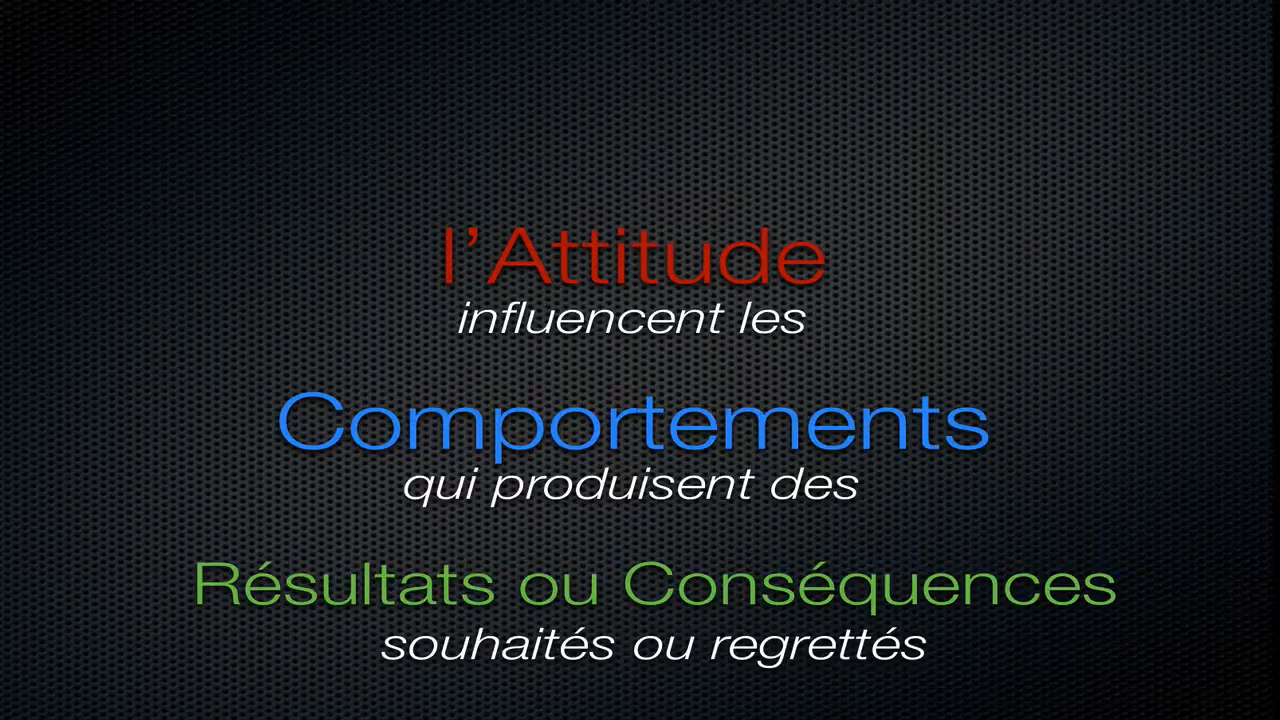 l’Attitude
influencent les
Comportements
qui produisent des
Résultats ou Conséquences
souhaités ou regrettés